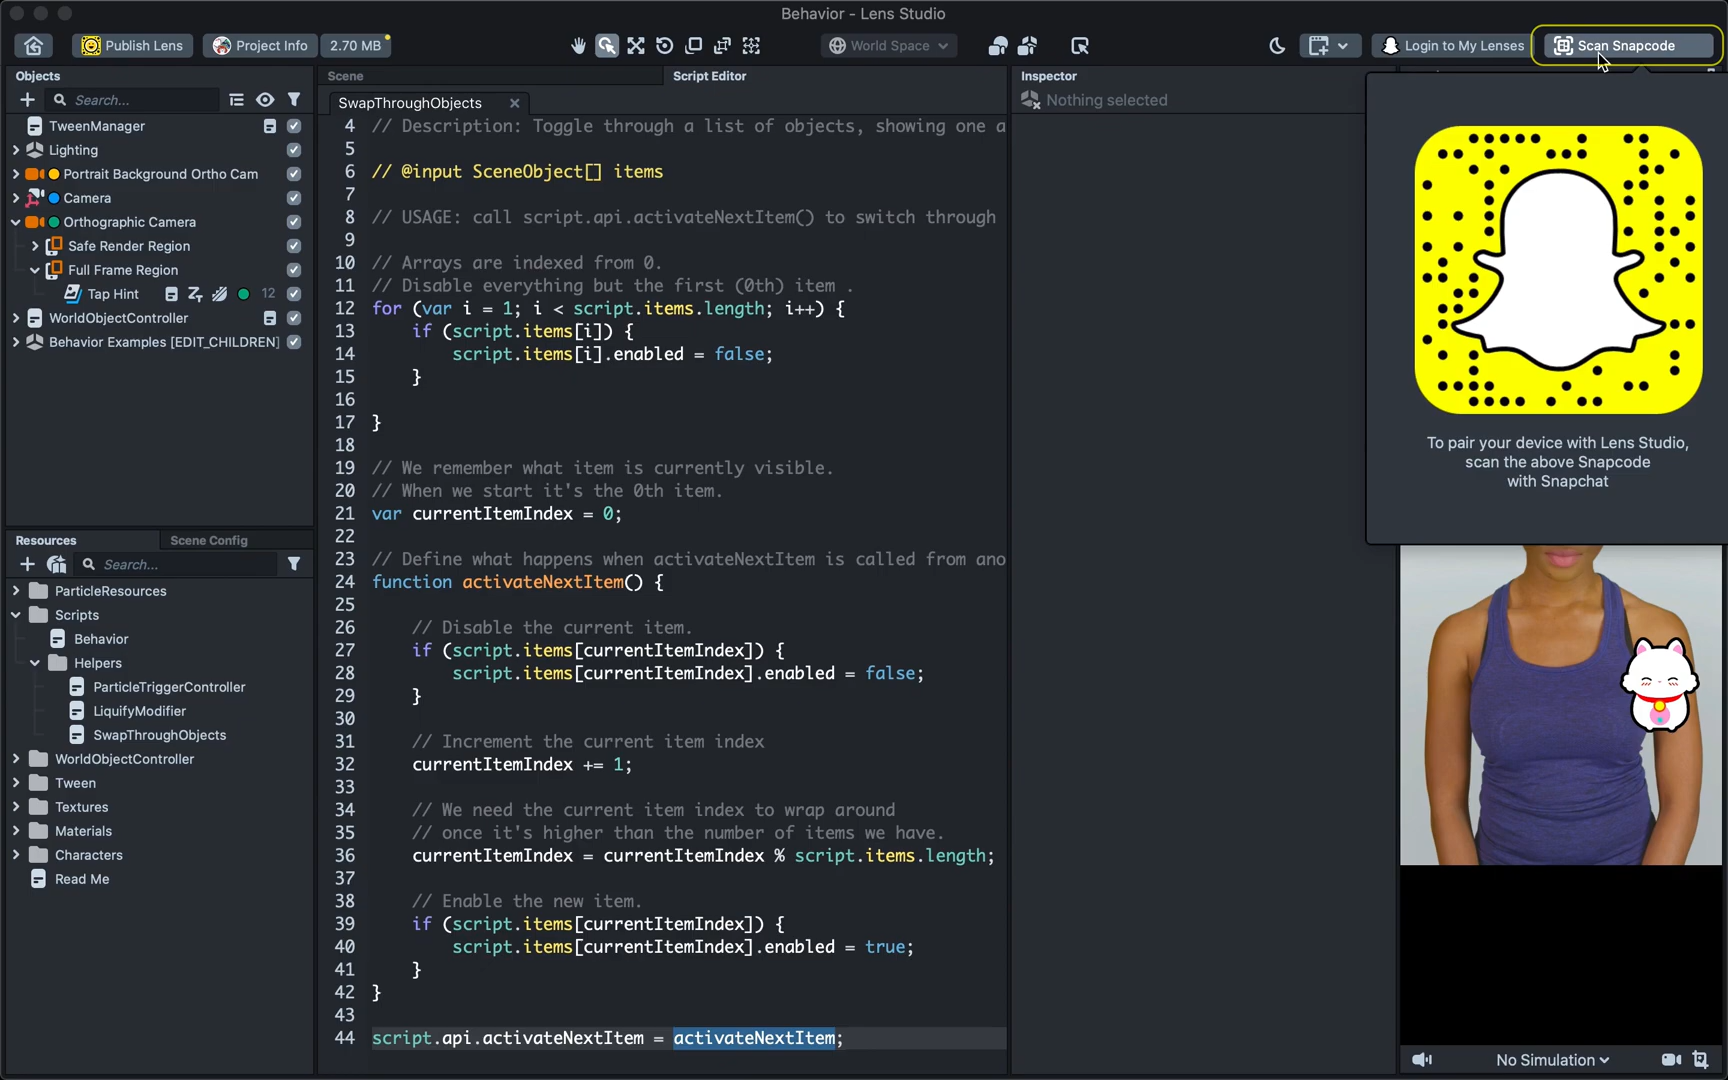 Behavior - Lens Studio
Publish Lens
Project Info
2.70 MB
World Space
Login to My Lenses
Scan Snapcode
Objects
Search...
TweenManager
Lighting
Portrait Background Ortho Cam
Camera
Orthographic Camera
Safe Render Region
Full Frame Region
Tap Hint 12
WorldObjectController
Behavior Examples [EDIT_CHILDREN]
Resources
Scene Config
Search...
ParticleResources
Scripts
Behavior
Helpers
ParticleTriggerController
LiquifyModifier
SwapThroughObjects
WorldObjectController
Tween
Textures
Materials
Characters
Read Me
Scene
Script Editor
SwapThroughObjects
4 // Description: Toggle through a list of objects, showing one a
5
6 // @input SceneObject[] items
7
8 // USAGE: call script.api.activateNextItem() to switch through
9
10 // Arrays are indexed from 0.
11 // Disable everything but the first (0th) item .
12 for (var i = 1; i < script.items.length; i++) {
13 if (script.items[i]) {
14 script.items[i].enabled = false;
15 }
16
17 }
18
19 // We remember what item is currently visible.
20 // When we start it's the 0th item.
21 var currentItemIndex = 0;
22
23 // Define what happens when activateNextItem is called from ano
24 function activateNextItem() {
25
26 // Disable the current item.
27 if (script.items[currentItemIndex]) {
28 script.items[currentItemIndex].enabled = false;
29 }
30
31 // Increment the current item index
32 currentItemIndex += 1;
33
34 // We need the current item index to wrap around
35 // once it's higher than the number of items we have.
36 currentItemIndex = currentItemIndex % script.items.length;
37
38 // Enable the new item.
39 if (script.items[currentItemIndex]) {
40 script.items[currentItemIndex].enabled = true;
41 }
42 }
43
44 script.api.activateNextItem = activateNextItem;
Inspector
Nothing selected
To pair your device with Lens Studio,
scan the above Snapcode
with Snapchat
No Simulation